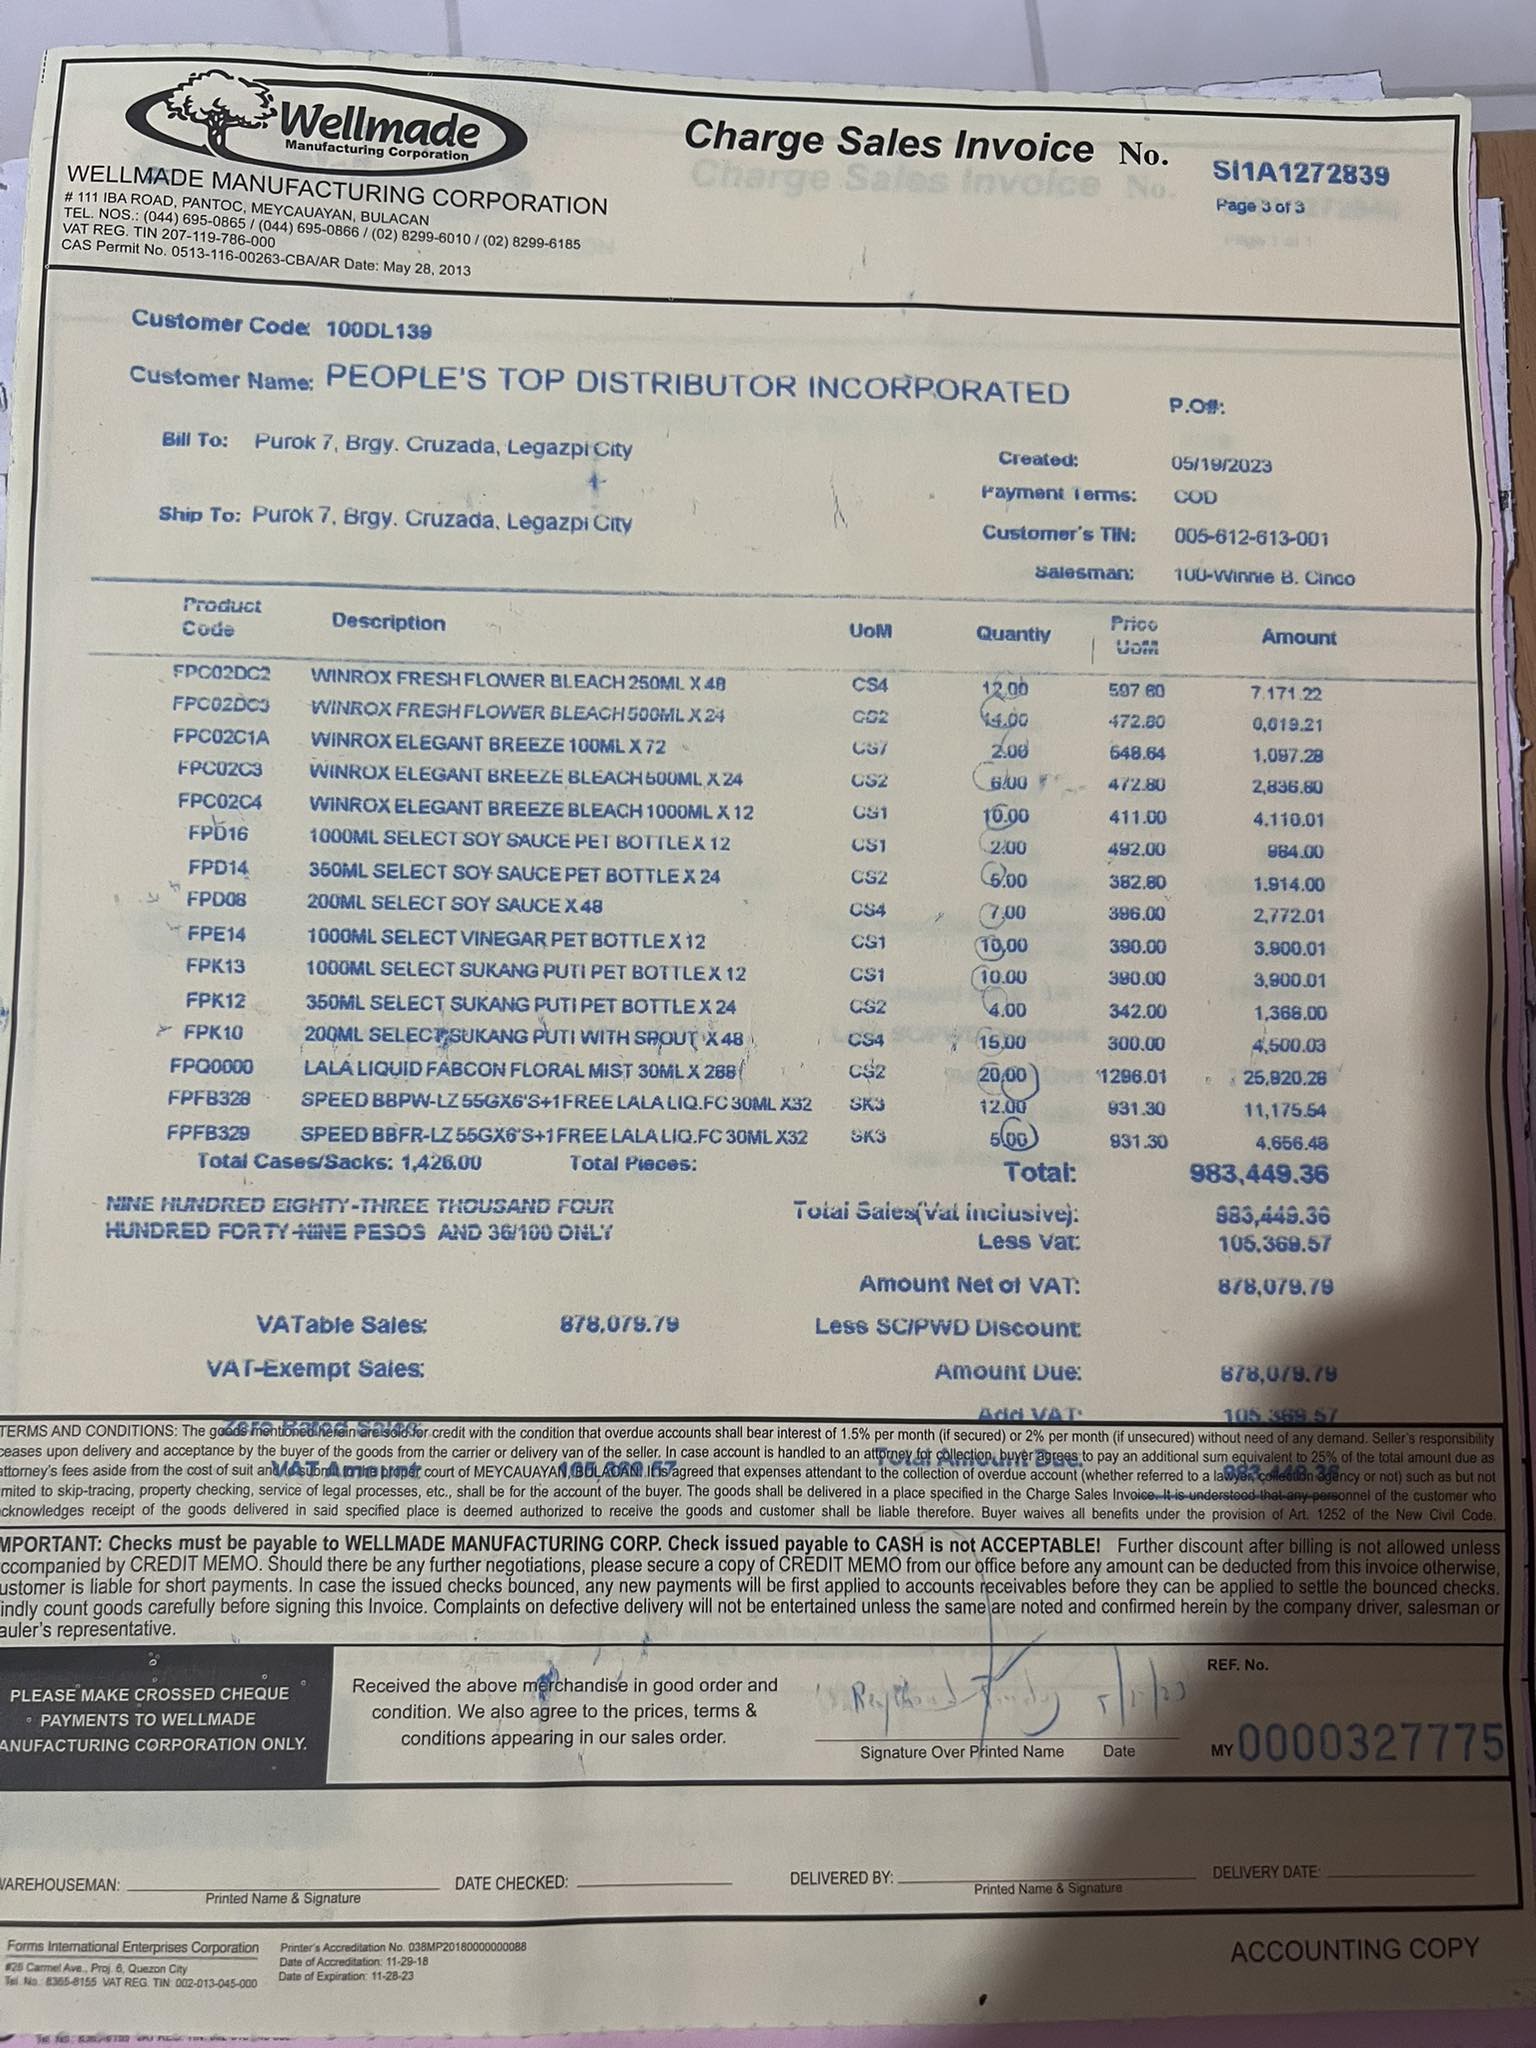 Wellmade
Manufacturing Corporation
Charge Sales Invoice No. SI1A1272839
Page 3 of 3
WELLMADE MANUFACTURING CORPORATION
# 111 IBA ROAD, PANTOC, MEYCAUAYAN, BULACAN
TEL. NOS.: (044) 695-0865 / (044) 695-0866 / (02) 8299-6010 / (02) 8299-6185
VAT REG. TIN 207-119-786-000
CAS Permit No. 0513-116-00263-CBA/AR Date: May 28, 2013
Customer Code: 100DL139
Customer Name: PEOPLE'S TOP DISTRIBUTOR INCORPORATED
P.O#:
Bill To: Purok 7, Brgy. Cruzada, Legazpi City
Created: 05/19/2023
Payment Terms: COD
Ship To: Purok 7, Brgy. Cruzada, Legazpi City
Customer's TIN: 005-612-613-001
Salesman: 100-Winnie B. Cinco
Product Code Description UoM Quantiy Price UoM Amount
FPC02DC2 WINROX FRESH FLOWER BLEACH 250ML X 48 CS4 12.00 597.60 7,171.22
FPC02DC3 WINROX FRESH FLOWER BLEACH 500ML X 24 CS2 14.00 472.80
FPC02C1A WINROX ELEGANT BREEZE 100ML X 72 CS7 2.00 548.64 1,097.28
FPC02C3 WINROX ELEGANT BREEZE BLEACH 500ML X 24 CS2 6.00 472.80 2,836.80
FPC02C4 WINROX ELEGANT BREEZE BLEACH 1000ML X 12 CS1 10.00 411.00 4,110.01
FPD16 1000ML SELECT SOY SAUCE PET BOTTLE X 12 CS1 2.00 492.00 984.00
FPD14 350ML SELECT SOY SAUCE PET BOTTLE X 24 CS2 5.00 382.80 1,914.00
FPD08 200ML SELECT SOY SAUCE X 48 CS4 7.00 396.00 2,772.01
FPE14 1000ML SELECT VINEGAR PET BOTTLE X 12 CS1 10.00 390.00 3,900.01
FPK13 1000ML SELECT SUKANG PUTI PET BOTTLE X 12 CS1 10.00 390.00 3,900.01
FPK12 350ML SELECT SUKANG PUTI PET BOTTLE X 24 CS2 4.00 342.00 1,368.00
FPK10 200ML SELECT SUKANG PUTI WITH SPOUT X 48 CS4 15.00 300.00 4,500.03
FPQ0000 LALA LIQUID FABCON FLORAL MIST 30ML X 288 CS2 20.00 1296.01 25,920.28
FPFB328 SPEED BBPW-LZ 55GX6'S+1FREE LALA LIQ.FC 30ML X32 SK3 12.00 931.30 11,175.54
FPFB329 SPEED BBFR-LZ 55GX6'S+1FREE LALA LIQ.FC 30ML X32 SK3 5.00 931.30 4,656.48
Total Cases/Sacks: 1,426.00 Total Pieces: Total: 983,449.36
NINE HUNDRED EIGHTY-THREE THOUSAND FOUR
HUNDRED FORTY-NINE PESOS AND 36/100 ONLY
Total Sales(Vat Inclusive): 983,449.36
Less Vat: 105,369.57
Amount Net of VAT: 878,079.79
VATable Sales: 878,079.79 Less SC/PWD Discount:
VAT-Exempt Sales: Amount Due: 878,079.79
Zero Rated Sales: Add VAT: 105,369.57
VAT Amount 105,369.57 Total Amount Due: 983,449.36
TERMS AND CONDITIONS: The goods mentioned herein are sold for credit with the condition that overdue accounts shall bear interest of 1.5% per month (if secured) or 2% per month (if unsecured) without need of any demand. Seller's responsibility
ceases upon delivery and acceptance by the buyer of the goods from the carrier or delivery van of the seller. In case account is handled to an attorney for collection, buyer agrees to pay an additional sum equivalent to 25% of the total amount due as
attorney's fees aside from the cost of suit and to submit to the proper court of MEYCAUAYAN, BULACAN. It is agreed that expenses attendant to the collection of overdue account (whether referred to a lawyer, collection agency or not) such as but not
mited to skip-tracing, property checking, service of legal processes, etc., shall be for the account of the buyer. The goods shall be delivered in a place specified in the Charge Sales Invoice. It is understood that any personnel of the customer who
cknowledges receipt of the goods delivered in said specified place is deemed authorized to receive the goods and customer shall be liable therefore. Buyer waives all benefits under the provision of Art. 1252 of the New Civil Code.
MPORTANT: Checks must be payable to WELLMADE MANUFACTURING CORP. Check issued payable to CASH is not ACCEPTABLE! Further discount after billing is not allowed unless
ccompanied by CREDIT MEMO. Should there be any further negotiations, please secure a copy of CREDIT MEMO from our office before any amount can be deducted from this invoice otherwise,
ustomer is liable for short payments. In case the issued checks bounced, any new payments will be first applied to accounts receivables before they can be applied to settle the bounced checks.
indly count goods carefully before signing this Invoice. Complaints on defective delivery will not be entertained unless the same are noted and confirmed herein by the company driver, salesman or
auler's representative.
PLEASE MAKE CROSSED CHEQUE
PAYMENTS TO WELLMADE
ANUFACTURING CORPORATION ONLY.
Received the above merchandise in good order and
condition. We also agree to the prices, terms &
conditions appearing in our sales order.
Signature Over Printed Name Date
REF. No.
MY 0000327775
WAREHOUSEMAN: DATE CHECKED: DELIVERED BY: DELIVERY DATE:
Printed Name & Signature Printed Name & Signature
Forms International Enterprises Corporation
#26 Carmel Ave., Proj. 6, Quezon City
Tel. No.: 8365-8155 VAT REG. TIN: 002-013-045-000
Printer's Accreditation No. 038MP20180000000088
Date of Accreditation: 11-29-18
Date of Expiration: 11-28-23
ACCOUNTING COPY